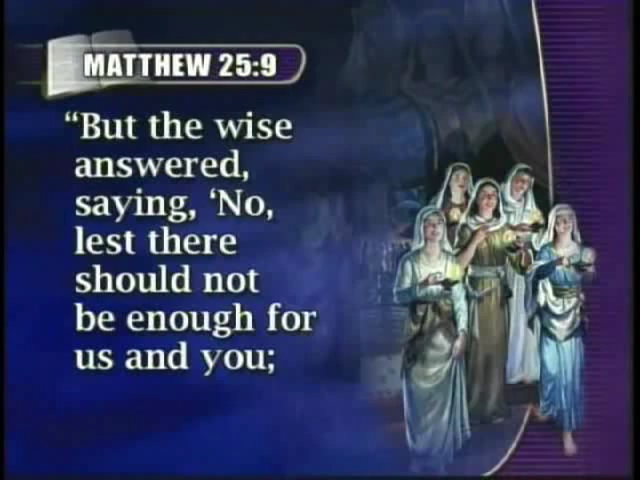 MATTHEW 25:9
“But the wise
answered,
saying, ‘No,
lest there
should not
be enough for
us and you;